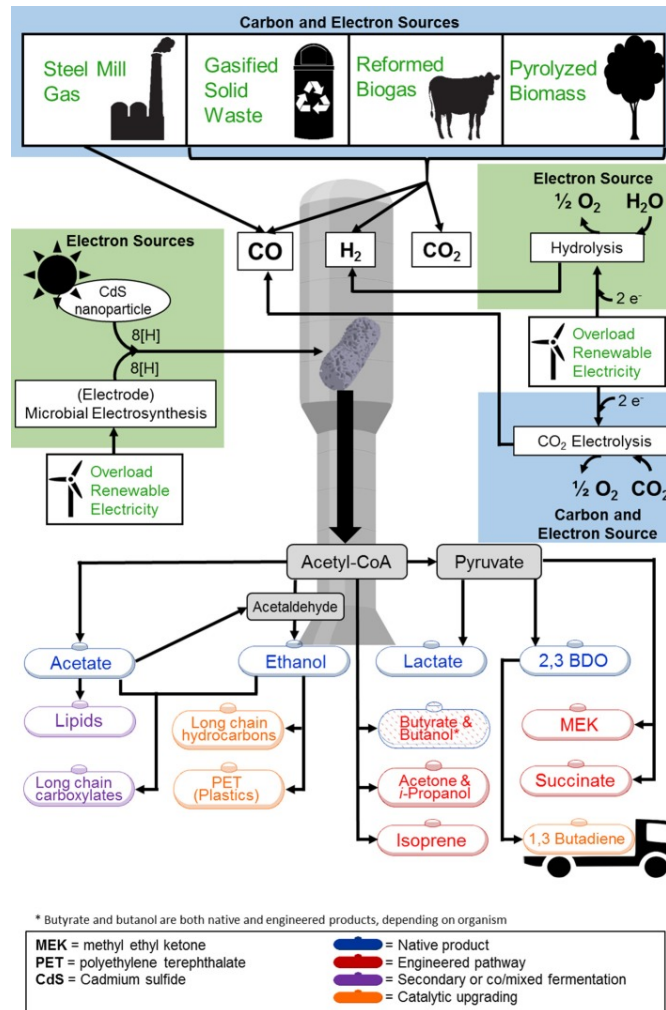 Carbon and Electron Sources
Steel Mill
Gas
Gasified
Solid
Waste
Reformed
Biogas
Pyrolyzed
Biomass
CO
H₂
CO₂
Electron Source
½ O₂
H₂O
Hydrolysis
2 e⁻
Overload
Renewable
Electricity
2 e⁻
CO₂ Electrolysis
½ O₂
CO₂
Carbon and
Electron Source
Electron Sources
CdS
nanoparticle
8[H]
8[H]
(Electrode)
Microbial Electrosynthesis
Overload
Renewable
Electricity
Acetyl-CoA
Pyruvate
Acetaldehyde
Acetate
Ethanol
Lactate
2,3 BDO
Lipids
Long chain
hydrocarbons
Butyrate &
Butanol*
MEK
Long chain
carboxylates
PET
(Plastics)
Acetone &
i-Propanol
Succinate
Isoprene
1,3 Butadiene
* Butyrate and butanol are both native and engineered products, depending on organism
MEK = methyl ethyl ketone
PET = polyethylene terephthalate
CdS = Cadmium sulfide
= Native product
= Engineered pathway
= Secondary or co/mixed fermentation
= Catalytic upgrading